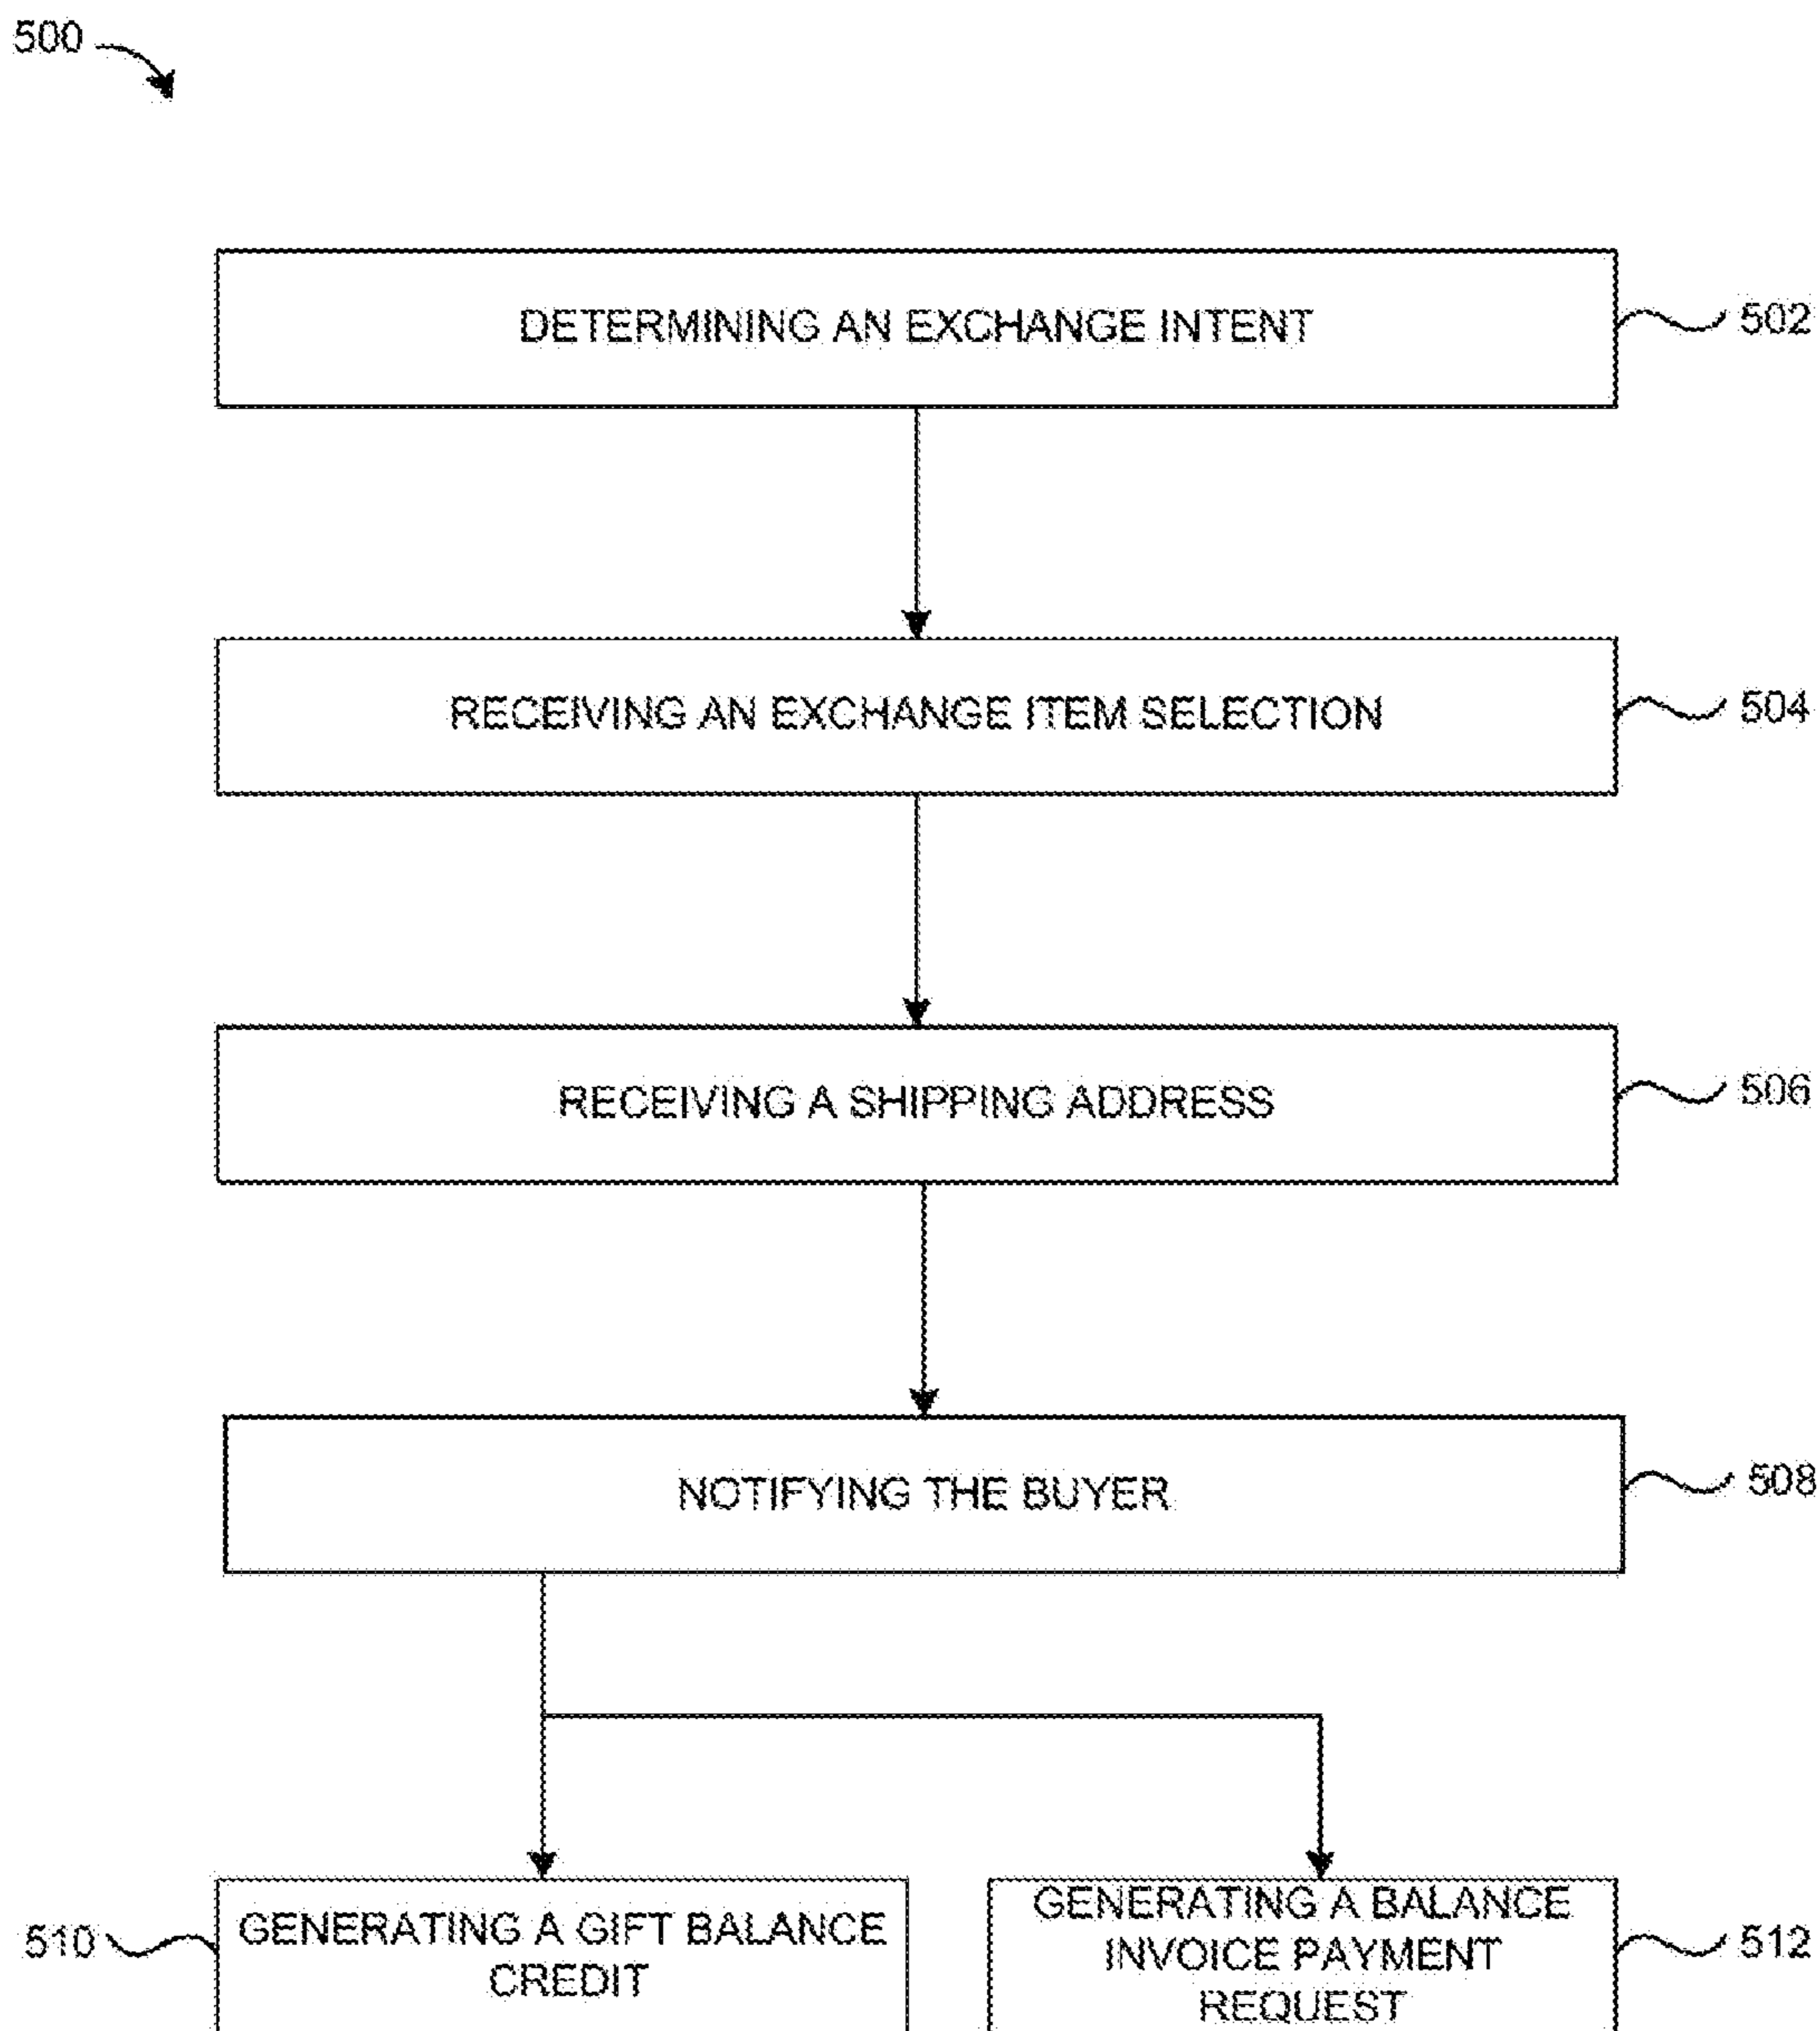 500
DETERMINING AN EXCHANGE INTENT
502
RECEIVING AN EXCHANGE ITEM SELECTION
504
RECEIVING A SHIPPING ADDRESS
506
NOTIFYING THE BUYER
508
510
GENERATING A GIFT BALANCE
CREDIT
GENERATING A BALANCE
INVOICE PAYMENT
REQUEST
512